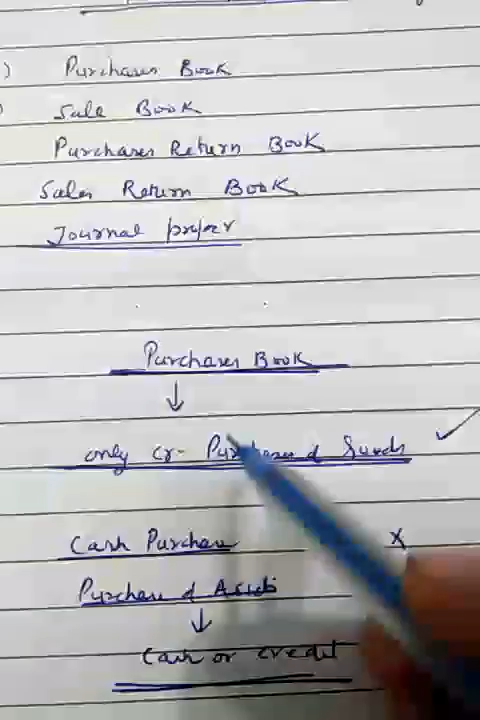 ) Purchases Book
) Sale Book
Purchases Return Book
Sales Return Book
Journal proper
Purchases Book
↓
only cr- Purchases of Goods ✓
Cash Purchase X
Purchase of Assets
↓
Cash or credit